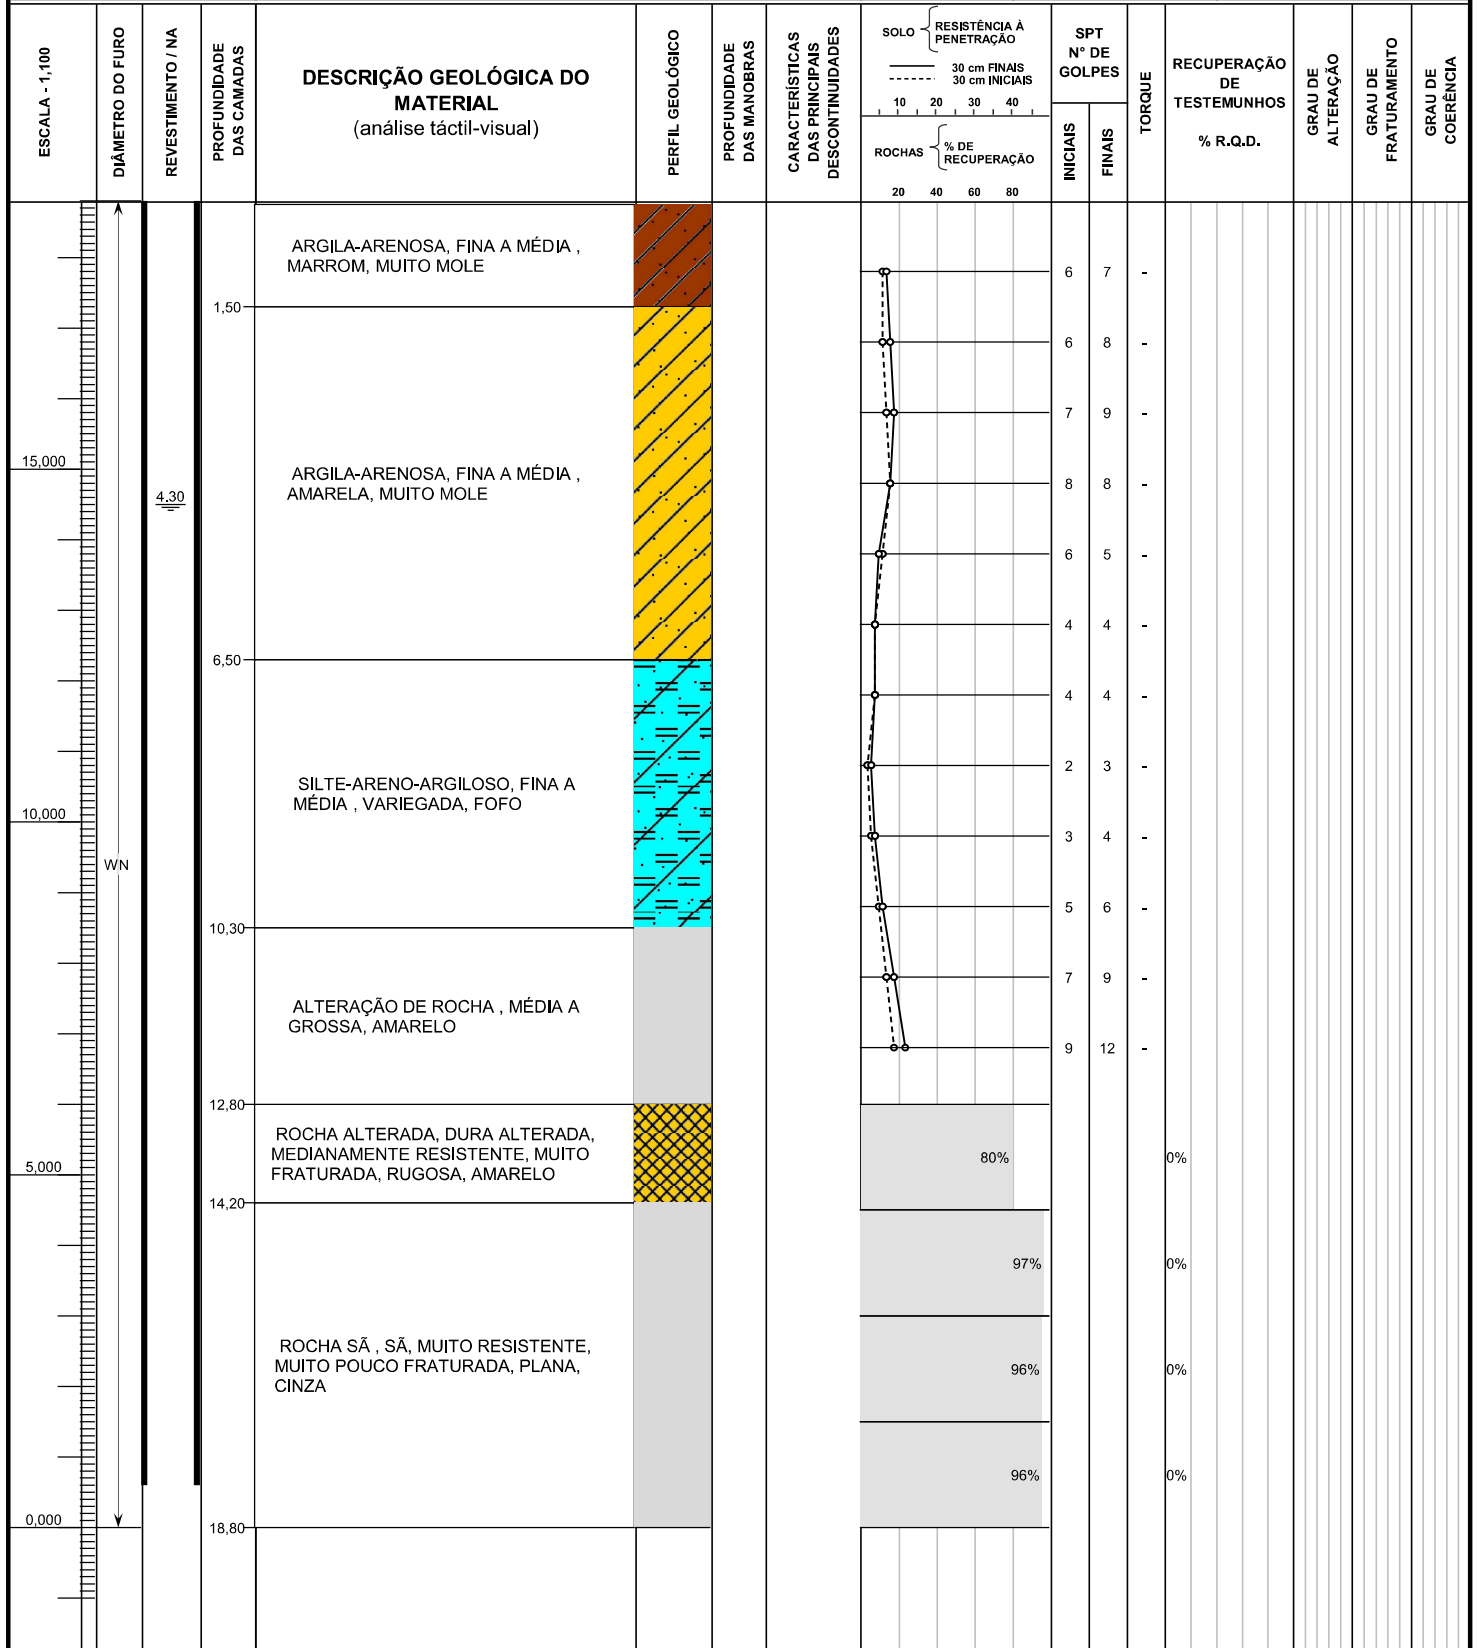 ESCALA - 1,100
DIÂMETRO DO FURO
REVESTIMENTO / NA
PROFUNDIDADE
DAS CAMADAS
DESCRIÇÃO GEOLÓGICA DO
MATERIAL
(análise táctil-visual)
PERFIL GEOLÓGICO
PROFUNDIDADE
DAS MANOBRAS
CARACTERÍSTICAS
DAS PRINCIPAIS
DESCONTINUIDADES
SOLO
RESISTÊNCIA À
PENETRAÇÃO
30 cm FINAIS
30 cm INICIAIS
10 20 30 40
ROCHAS
% DE
RECUPERAÇÃO
20 40 60 80
SPT
N° DE
GOLPES
INICIAIS
FINAIS
TORQUE
RECUPERAÇÃO
DE
TESTEMUNHOS
% R.Q.D.
GRAU DE
ALTERAÇÃO
GRAU DE
FRATURAMENTO
GRAU DE
COERÊNCIA
ARGILA-ARENOSA, FINA A MÉDIA ,
MARROM, MUITO MOLE
6 7 -
1,50
6 8 -
7 9 -
15,000
ARGILA-ARENOSA, FINA A MÉDIA ,
AMARELA, MUITO MOLE
8 8 -
4.30
6 5 -
4 4 -
6,50
4 4 -
2 3 -
SILTE-ARENO-ARGILOSO, FINA A
MÉDIA , VARIEGADA, FOFO
10,000
3 4 -
WN
5 6 -
10,30
7 9 -
ALTERAÇÃO DE ROCHA , MÉDIA A
GROSSA, AMARELO
9 12 -
12,80
ROCHA ALTERADA, DURA ALTERADA,
MEDIANAMENTE RESISTENTE, MUITO
FRATURADA, RUGOSA, AMARELO
80% 0%
5,000
14,20
97% 0%
ROCHA SÃ , SÃ, MUITO RESISTENTE,
MUITO POUCO FRATURADA, PLANA,
CINZA
96% 0%
96% 0%
0,000
18,80